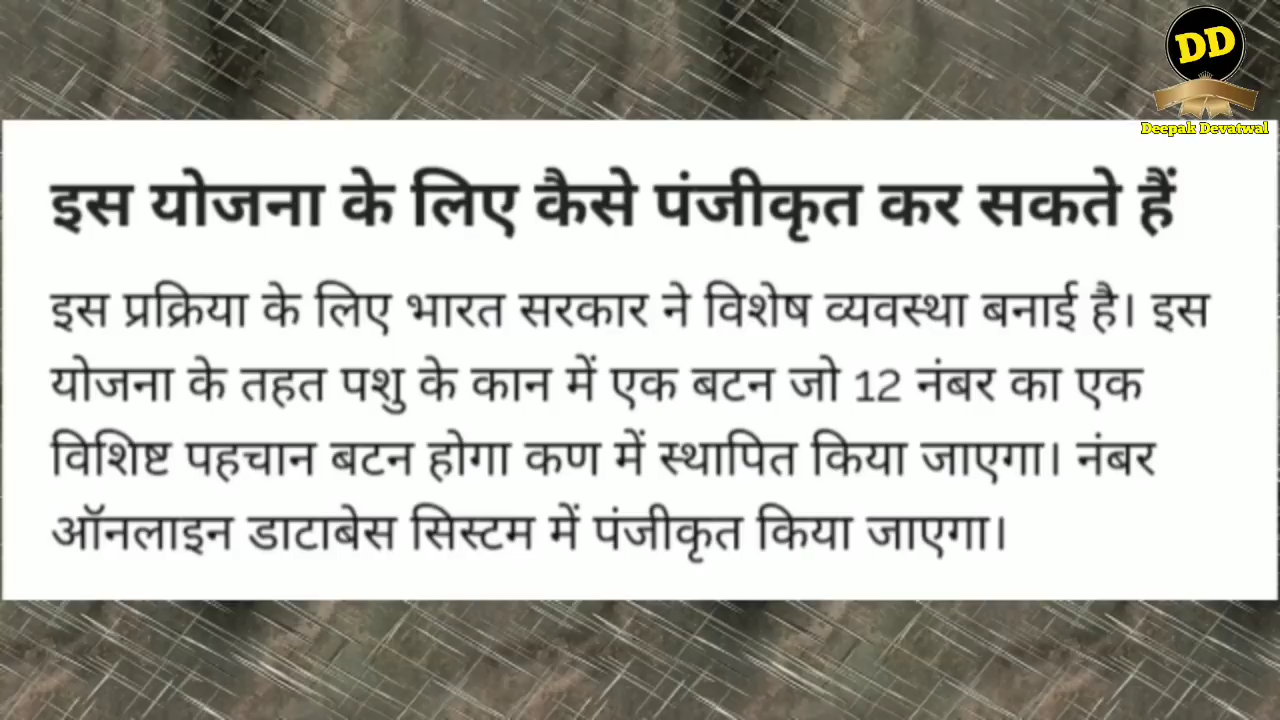 DD
Deepak Devatwal
इस योजना के लिए कैसे पंजीकृत कर सकते हैं
इस प्रक्रिया के लिए भारत सरकार ने विशेष व्यवस्था बनाई है। इस
योजना के तहत पशु के कान में एक बटन जो 12 नंबर का एक
विशिष्ट पहचान बटन होगा कण में स्थापित किया जाएगा। नंबर
ऑनलाइन डाटाबेस सिस्टम में पंजीकृत किया जाएगा।